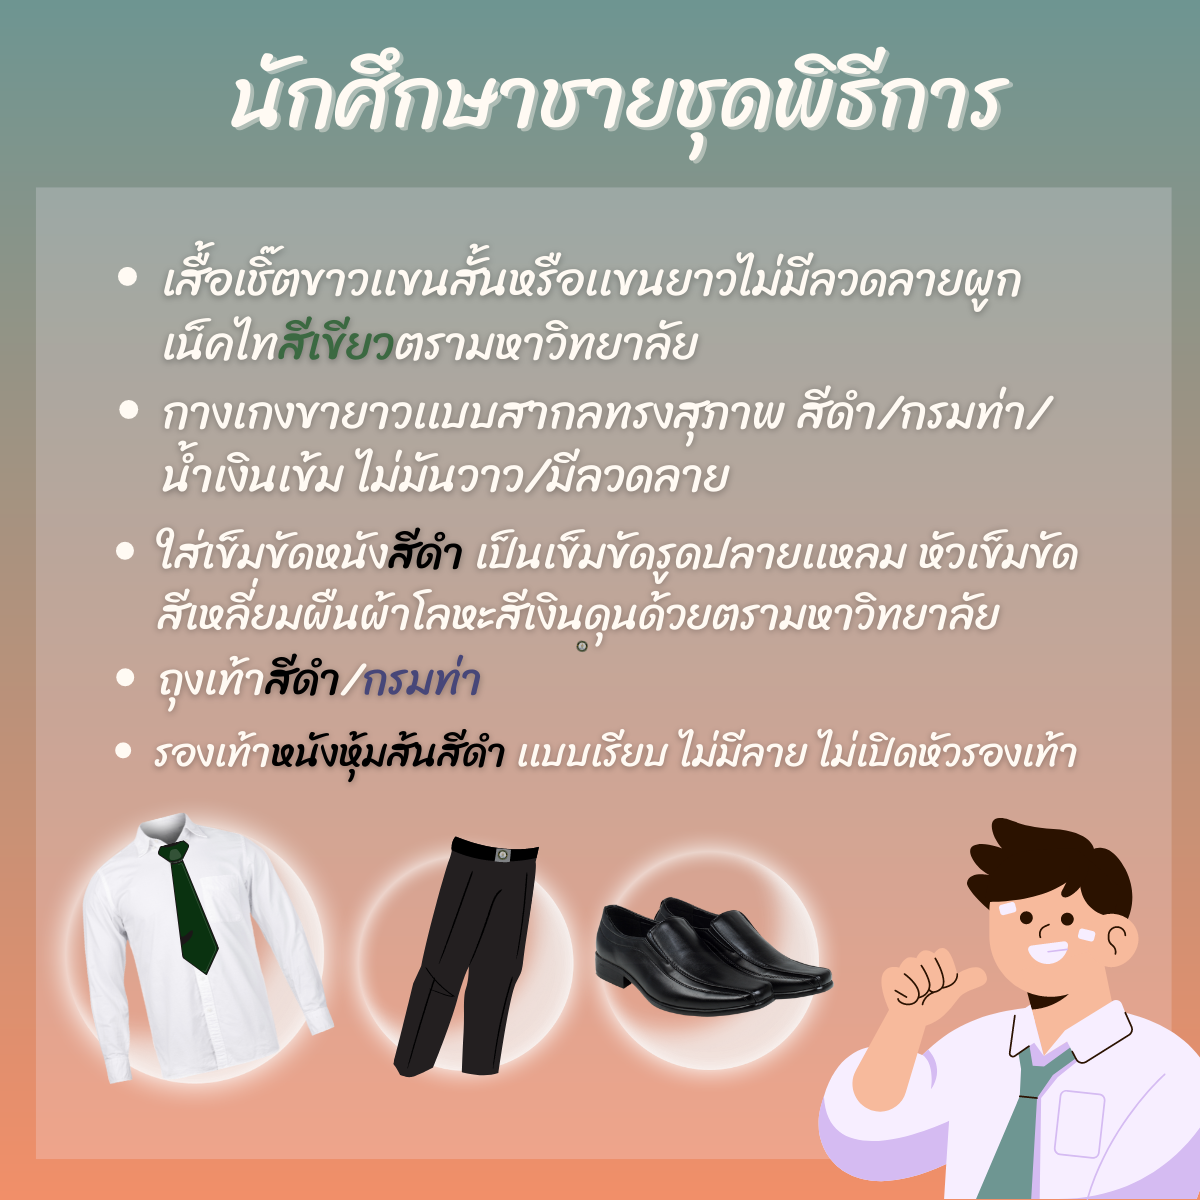 นักศึกษาชายชุดพิธีการ
เสื้อเชิ๊ตขาวแขนสั้นหรือแขนยาวไม่มีลวดลายผูก
เน็คไทสีเขียวตรามหาวิทยาลัย
กางเกงขายาวแบบสากลทรงสุภาพ สีดำ/กรมท่า/
น้ำเงินเข้ม ไม่มันวาว/มีลวดลาย
ใส่เข็มขัดหนังสีดำ เป็นเข็มขัดรูดปลายแหลม หัวเข็มขัด
สีเหลี่ยมผืนผ้าโลหะสีเงินดุนด้วยตรามหาวิทยาลัย
ถุงเท้าสีดำ/กรมท่า
รองเท้าหนังหุ้มส้นสีดำ แบบเรียบ ไม่มีลาย ไม่เปิดหัวรองเท้า